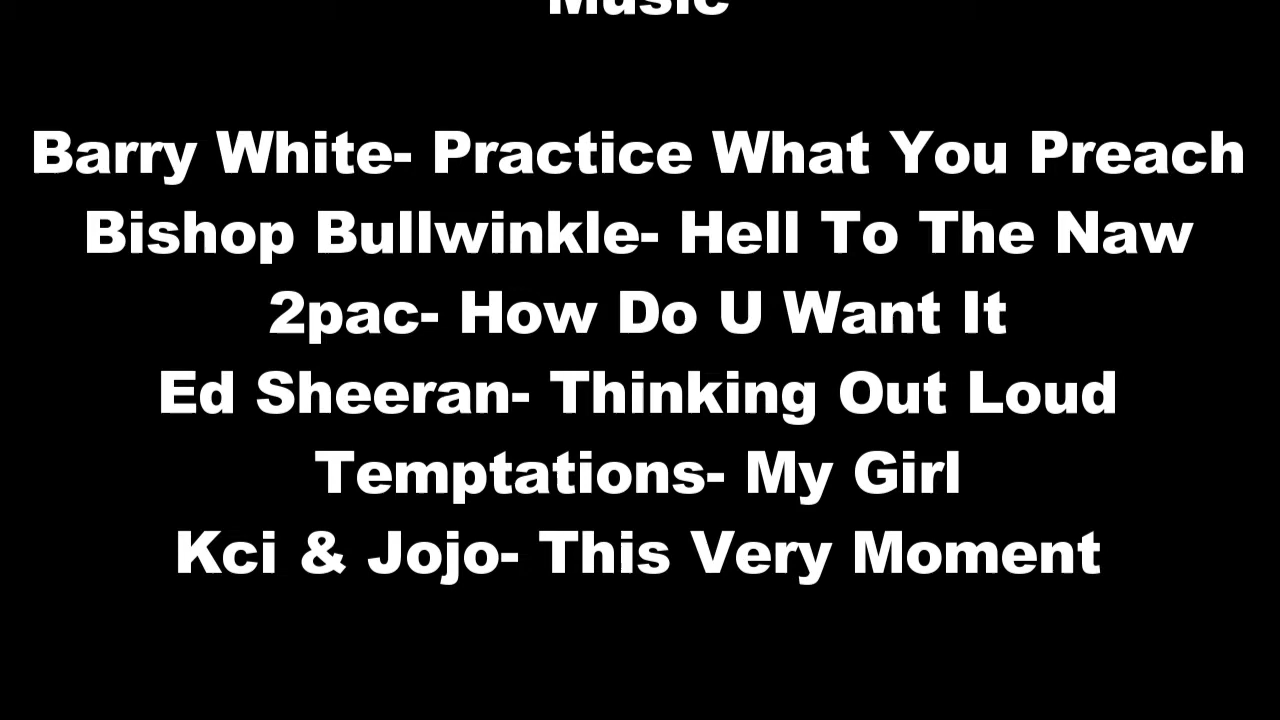 Music
Barry White- Practice What You Preach
Bishop Bullwinkle- Hell To The Naw
2pac- How Do U Want It
Ed Sheeran- Thinking Out Loud
Temptations- My Girl
Kci & Jojo- This Very Moment